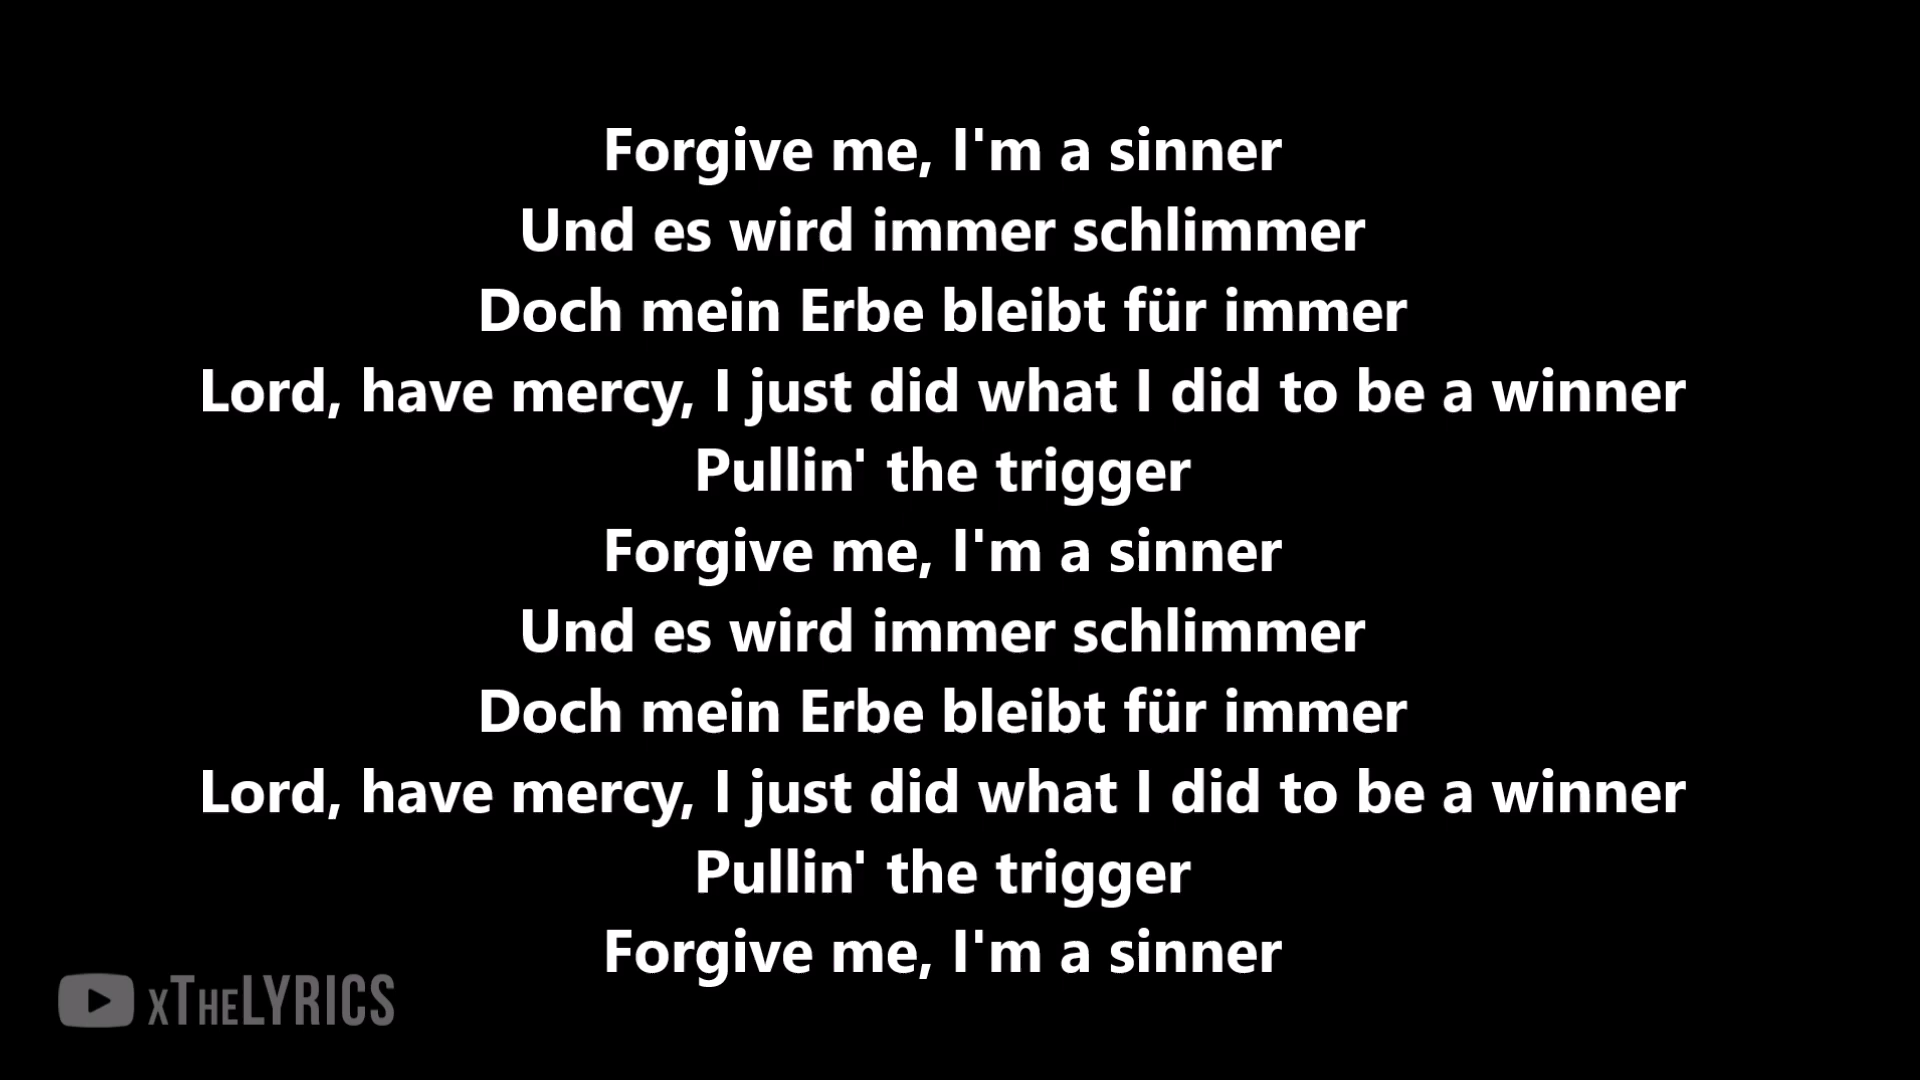 Forgive me, I'm a sinner
Und es wird immer schlimmer
Doch mein Erbe bleibt für immer
Lord, have mercy, I just did what I did to be a winner
Pullin' the trigger
Forgive me, I'm a sinner
Und es wird immer schlimmer
Doch mein Erbe bleibt für immer
Lord, have mercy, I just did what I did to be a winner
Pullin' the trigger
Forgive me, I'm a sinner
xTheLYRICS